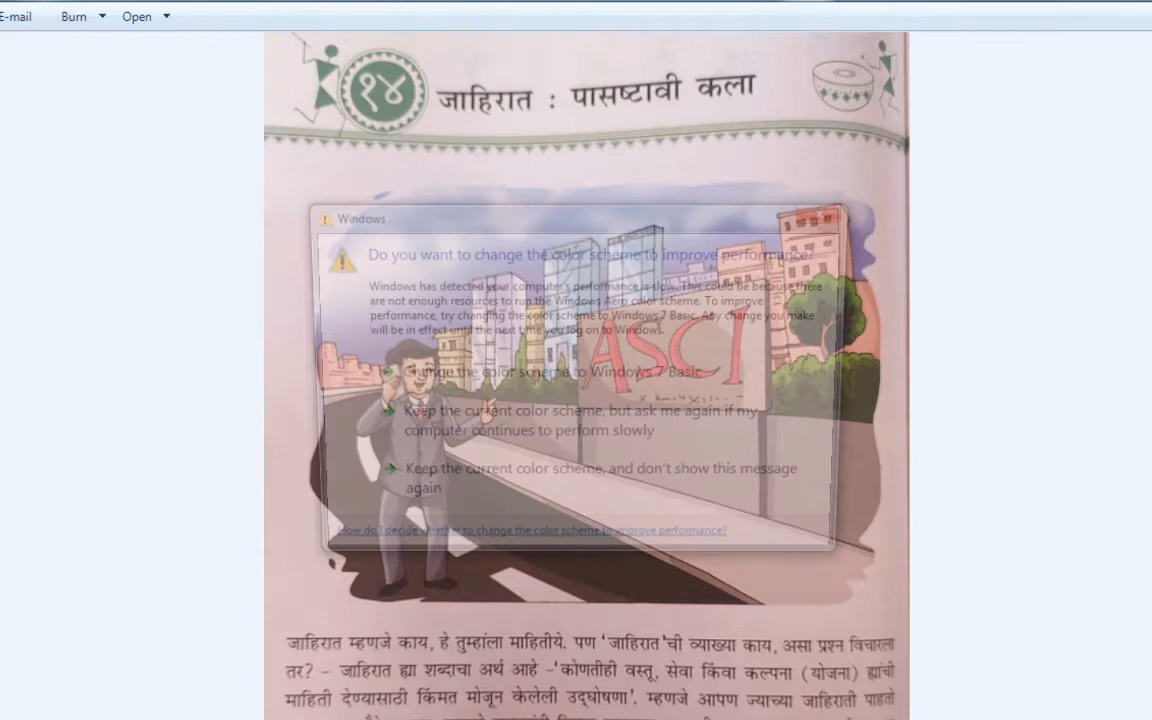 E-mail Burn Open
१४ जाहिरात : पासष्टावी कला
Windows
Do you want to change the color scheme to improve performance?
Windows has detected your computer's performance is slow. This could be because there
are not enough resources to run the Windows Aero color scheme. To improve
performance, try changing the color scheme to Windows 7 Basic. Any change you make
will be in effect until the next time you log on to Windows.
ASCI
Change the color scheme to Windows 7 Basic
Keep the current color scheme, but ask me again if my
computer continues to perform slowly
Keep the current color scheme, and don't show this message
again
How do I decide whether to change the color scheme to improve performance?
जाहिरात म्हणजे काय, हे तुम्हांला माहितीये. पण 'जाहिरात'ची व्याख्या काय, असा प्रश्न विचारला
तर? - जाहिरात ह्या शब्दाचा अर्थ आहे -'कोणतीही वस्तू, सेवा किंवा कल्पना (योजना) ह्यांची
माहिती देण्यासाठी किंमत मोजून केलेली उद्घोषणा'. म्हणजे आपण ज्याच्या जाहिराती पाहतो